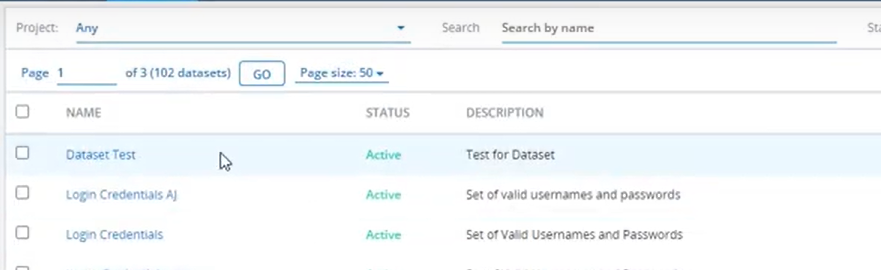 Project: Any Search Search by name Sta
Page 1 of 3 (102 datasets) GO Page size: 50
NAME STATUS DESCRIPTION
Dataset Test Active Test for Dataset
Login Credentials AJ Active Set of valid usernames and passwords
Login Credentials Active Set of Valid Usernames and Passwords